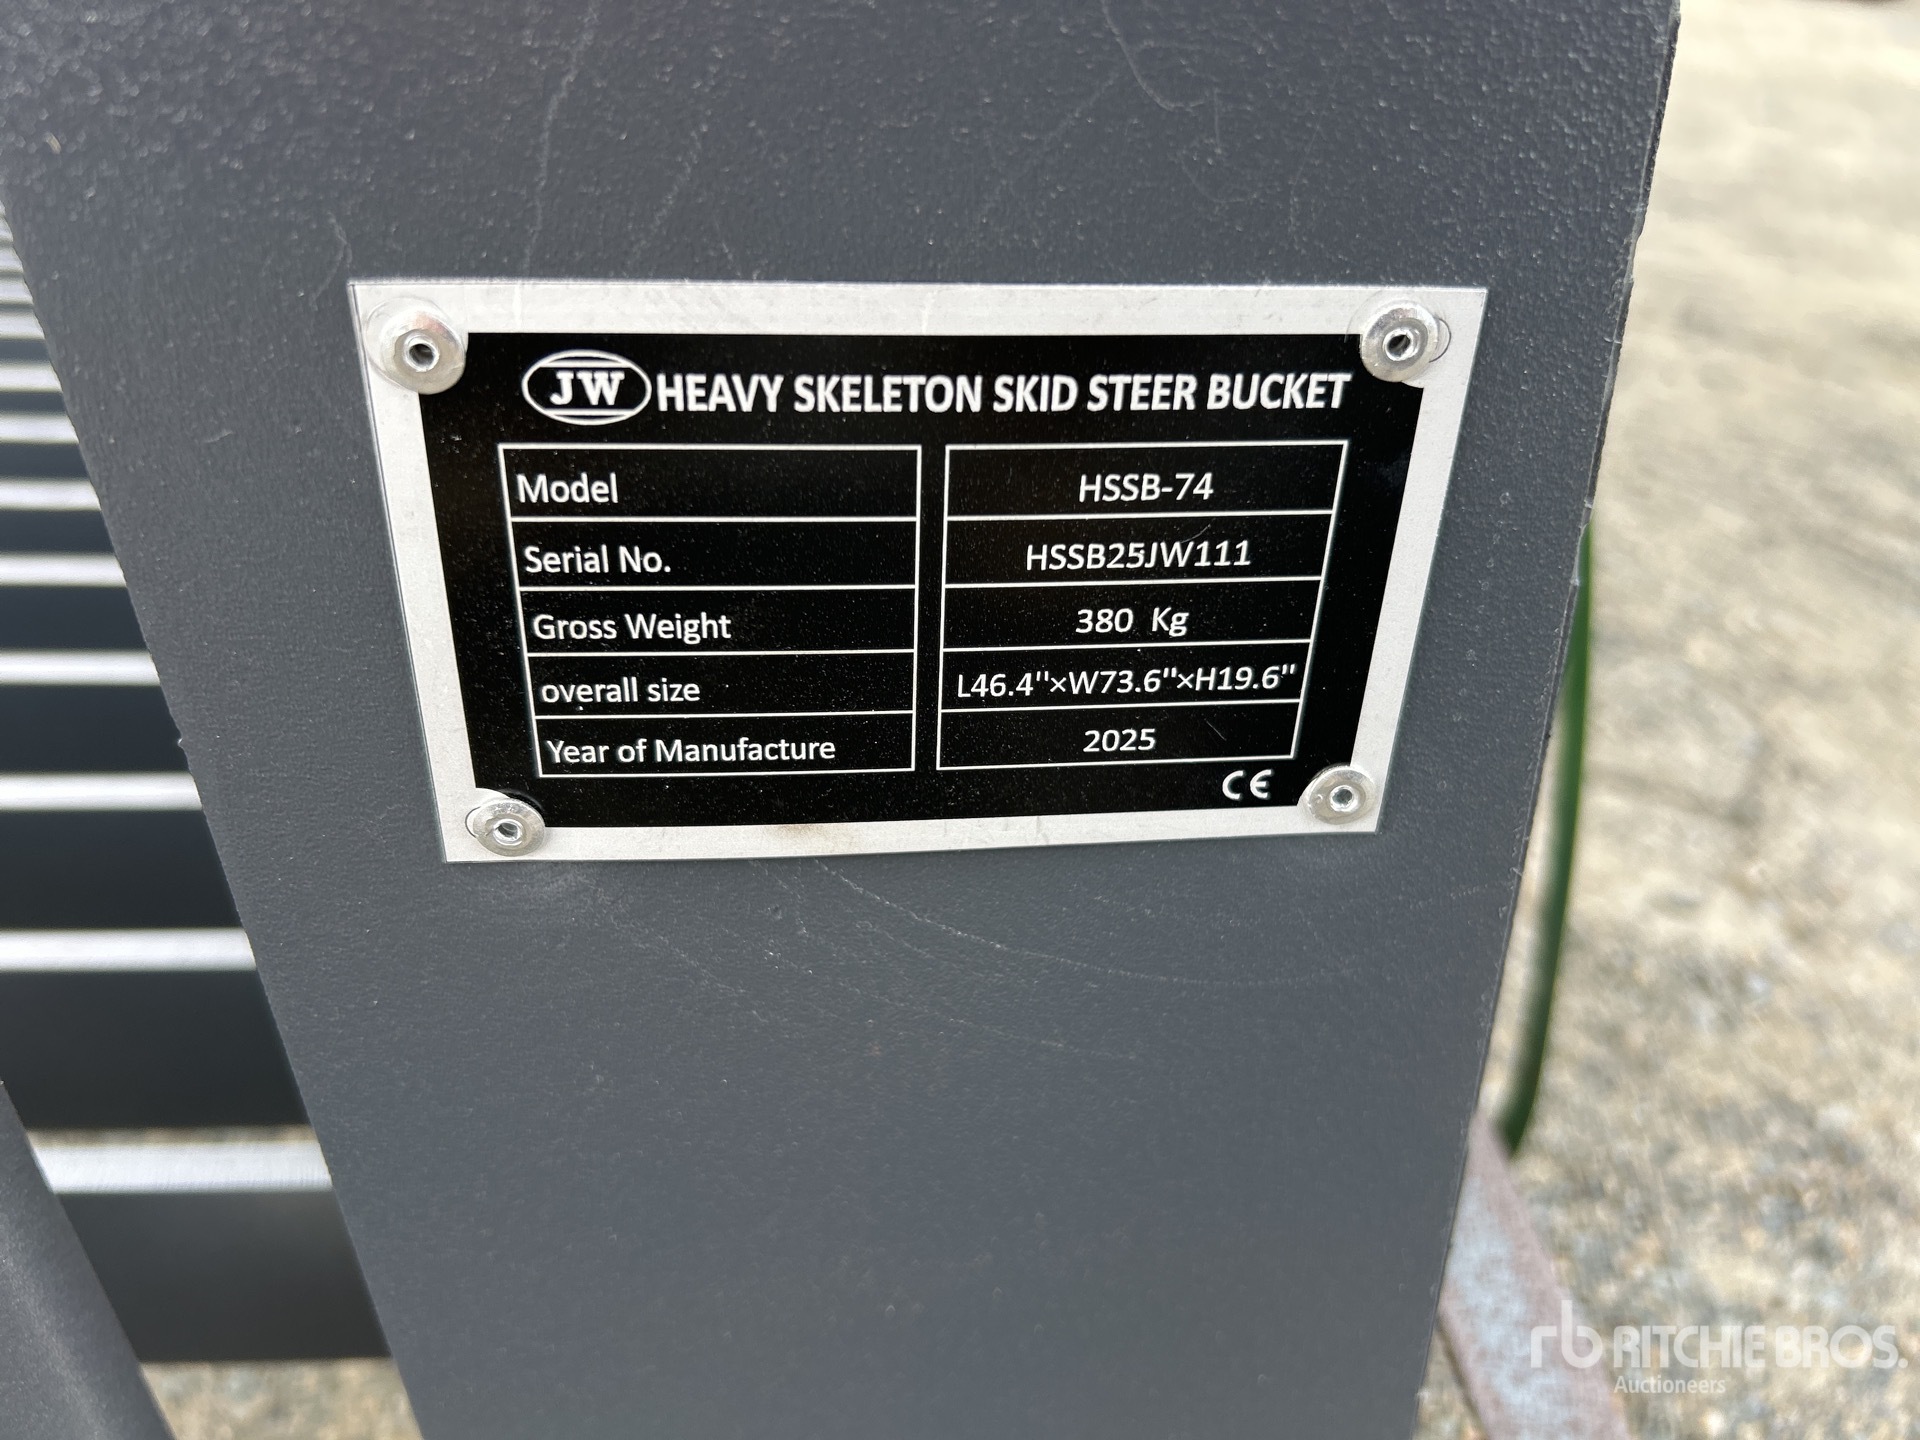 JW HEAVY SKELETON SKID STEER BUCKET
Model HSSB-74
Serial No. HSSB25JW111
Gross Weight 380 Kg
overall size L46.4"×W73.6"×H19.6"
Year of Manufacture 2025
CE
rb RITCHIE BROS.
Auctioneers